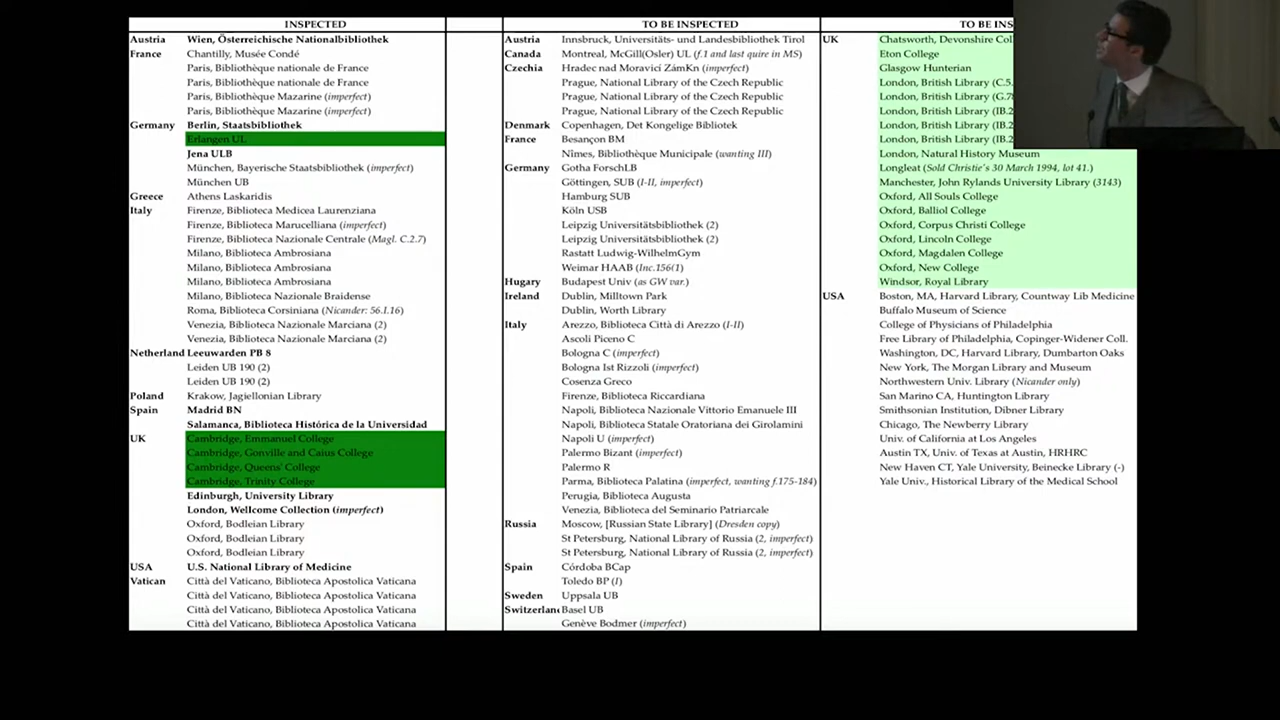 INSPECTED
Austria Wien, Österreichische Nationalbibliothek
France Chantilly, Musée Condé
Paris, Bibliothèque nationale de France
Paris, Bibliothèque nationale de France
Paris, Bibliothèque Mazarine (imperfect)
Paris, Bibliothèque Mazarine (imperfect)
Germany Berlin, Staatsbibliothek
Erlangen UL
Jena ULB
München, Bayerische Staatsbibliothek (imperfect)
München UB
Greece Athens Laskaridis
Italy Firenze, Biblioteca Medicea Laurenziana
Firenze, Biblioteca Marucelliana (imperfect)
Firenze, Biblioteca Nazionale Centrale (Magl. C.2.7)
Milano, Biblioteca Ambrosiana
Milano, Biblioteca Ambrosiana
Milano, Biblioteca Ambrosiana
Milano, Biblioteca Nazionale Braidense
Roma, Biblioteca Corsiniana (Nicander: 56.I.16)
Venezia, Biblioteca Nazionale Marciana (2)
Venezia, Biblioteca Nazionale Marciana (2)
Netherland Leeuwarden PB 8
Leiden UB 190 (2)
Leiden UB 190 (2)
Poland Krakow, Jagiellonian Library
Spain Madrid BN
Salamanca, Biblioteca Histórica de la Universidad
UK Cambridge, Emmanuel College
Cambridge, Gonville and Caius College
Cambridge, Queens' College
Cambridge, Trinity College
Edinburgh, University Library
London, Wellcome Collection (imperfect)
Oxford, Bodleian Library
Oxford, Bodleian Library
Oxford, Bodleian Library
USA U.S. National Library of Medicine
Vatican Città del Vaticano, Biblioteca Apostolica Vaticana
Città del Vaticano, Biblioteca Apostolica Vaticana
Città del Vaticano, Biblioteca Apostolica Vaticana
Città del Vaticano, Biblioteca Apostolica Vaticana
TO BE INSPECTED
Austria Innsbruck, Universitäts- und Landesbibliothek Tirol
Canada Montreal, McGill(Osler) UL (f.1 and last quire in MS)
Czechia Hradec nad Moravicí ZámKn (imperfect)
Prague, National Library of the Czech Republic
Prague, National Library of the Czech Republic
Prague, National Library of the Czech Republic
Denmark Copenhagen, Det Kongelige Bibliotek
France Besançon BM
Nîmes, Bibliothèque Municipale (wanting III)
Germany Gotha ForschLB
Göttingen, SUB (I-II, imperfect)
Hamburg SUB
Köln USB
Leipzig Universitätsbibliothek (2)
Leipzig Universitätsbibliothek (2)
Rastatt Ludwig-WilhelmGym
Weimar HAAB (Inc.156(1)
Hugary Budapest Univ (as GW var.)
Ireland Dublin, Milltown Park
Dublin, Worth Library
Italy Arezzo, Biblioteca Città di Arezzo (I-II)
Ascoli Piceno C
Bologna C (imperfect)
Bologna Ist Rizzoli (imperfect)
Cosenza Greco
Firenze, Biblioteca Riccardiana
Napoli, Biblioteca Nazionale Vittorio Emanuele III
Napoli, Biblioteca Statale Oratoriana dei Girolamini
Napoli U (imperfect)
Palermo Bizant (imperfect)
Palermo R
Parma, Biblioteca Palatina (imperfect, wanting f.175-184)
Perugia, Biblioteca Augusta
Venezia, Biblioteca del Seminario Patriarcale
Russia Moscow, [Russian State Library] (Dresden copy)
St Petersburg, National Library of Russia (2, imperfect)
St Petersburg, National Library of Russia (2, imperfect)
Spain Córdoba BCap
Toledo BP (I)
Sweden Uppsala UB
Switzerland Basel UB
Genève Bodmer (imperfect)
TO BE INS
UK Chatsworth, Devonshire Col
Eton College
Glasgow Hunterian
London, British Library (C.5
London, British Library (G.7
London, British Library (IB.2
London, British Library (IB.2
London, British Library (IB.2
London, Natural History Museum
Longleat (Sold Christie's 30 March 1994, lot 41.)
Manchester, John Rylands University Library (3143)
Oxford, All Souls College
Oxford, Balliol College
Oxford, Corpus Christi College
Oxford, Lincoln College
Oxford, Magdalen College
Oxford, New College
Windsor, Royal Library
USA Boston, MA, Harvard Library, Countway Lib Medicine
Buffalo Museum of Science
College of Physicians of Philadelphia
Free Library of Philadelphia, Copinger-Widener Coll.
Washington, DC, Harvard Library, Dumbarton Oaks
New York, The Morgan Library and Museum
Northwestern Univ. Library (Nicander only)
San Marino CA, Huntington Library
Smithsonian Institution, Dibner Library
Chicago, The Newberry Library
Univ. of California at Los Angeles
Austin TX, Univ. of Texas at Austin, HRHRC
New Haven CT, Yale University, Beinecke Library (-)
Yale Univ., Historical Library of the Medical School